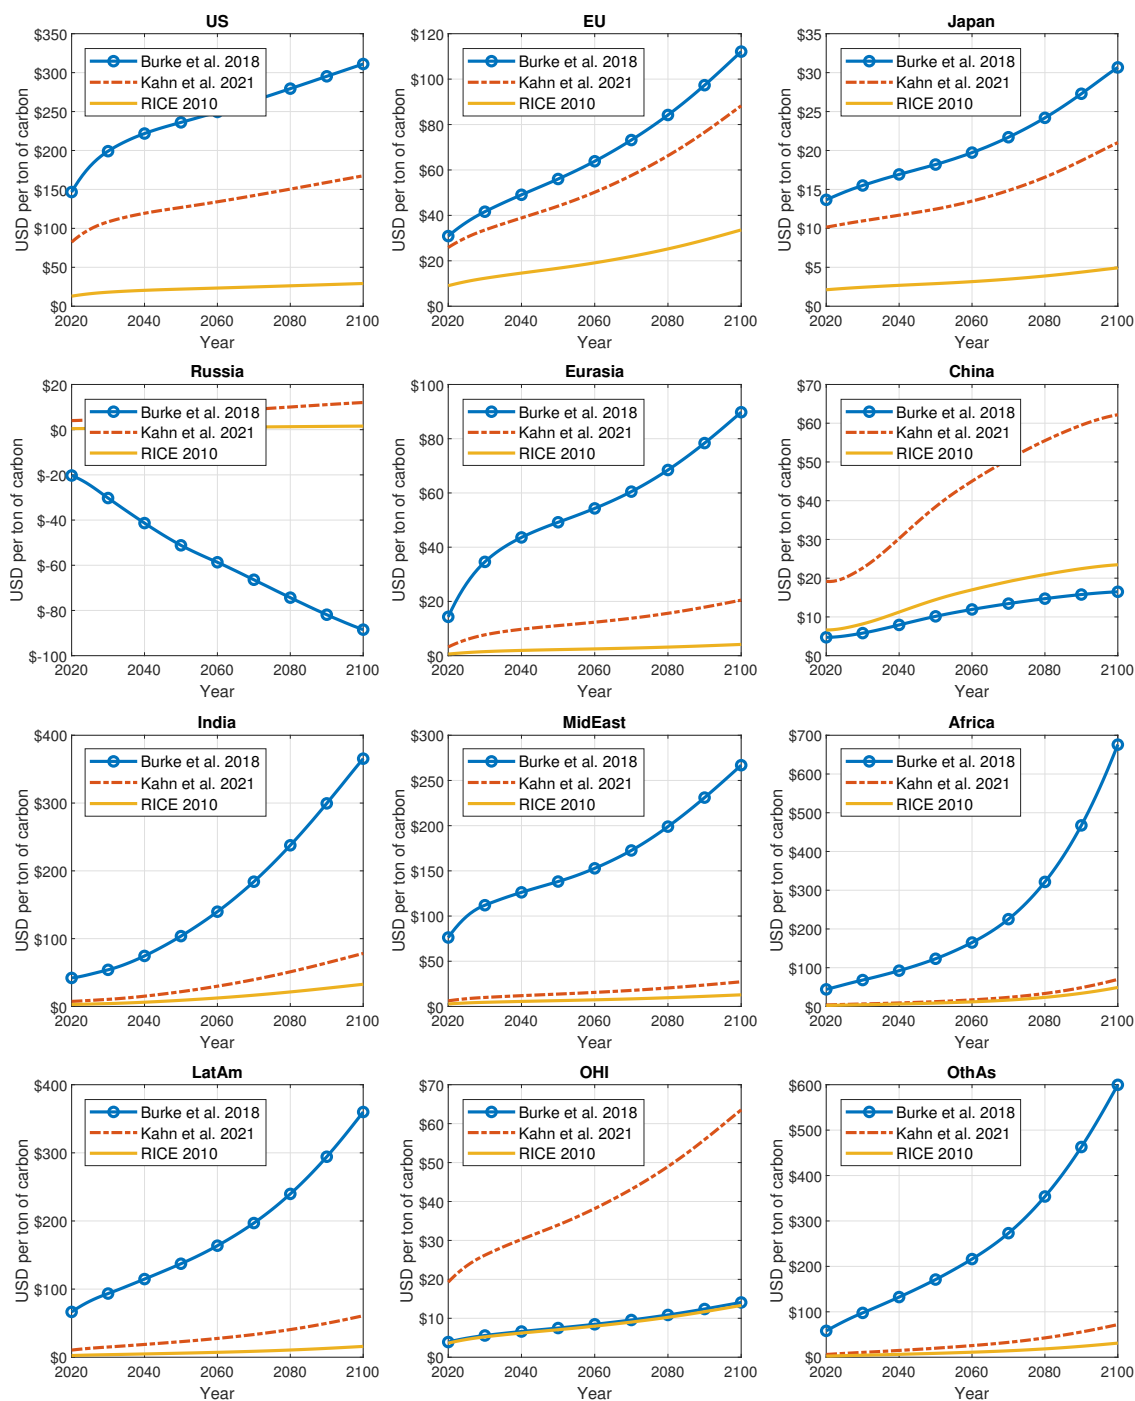 US
$350
$300
$250
$200
$150
$100
$50
$0
USD per ton of carbon
Burke et al. 2018
Kahn et al. 2021
RICE 2010
2020 2040 2060 2080 2100
Year
EU
$120
$100
$80
$60
$40
$20
$0
USD per ton of carbon
Burke et al. 2018
Kahn et al. 2021
RICE 2010
2020 2040 2060 2080 2100
Year
Japan
$35
$30
$25
$20
$15
$10
$5
$0
USD per ton of carbon
Burke et al. 2018
Kahn et al. 2021
RICE 2010
2020 2040 2060 2080 2100
Year
Russia
$20
$0
$-20
$-40
$-60
$-80
$-100
USD per ton of carbon
Burke et al. 2018
Kahn et al. 2021
RICE 2010
2020 2040 2060 2080 2100
Year
Eurasia
$100
$80
$60
$40
$20
$0
USD per ton of carbon
Burke et al. 2018
Kahn et al. 2021
RICE 2010
2020 2040 2060 2080 2100
Year
China
$70
$60
$50
$40
$30
$20
$10
$0
USD per ton of carbon
Burke et al. 2018
Kahn et al. 2021
RICE 2010
2020 2040 2060 2080 2100
Year
India
$400
$300
$200
$100
$0
USD per ton of carbon
Burke et al. 2018
Kahn et al. 2021
RICE 2010
2020 2040 2060 2080 2100
Year
MidEast
$300
$250
$200
$150
$100
$50
$0
USD per ton of carbon
Burke et al. 2018
Kahn et al. 2021
RICE 2010
2020 2040 2060 2080 2100
Year
Africa
$700
$600
$500
$400
$300
$200
$100
$0
USD per ton of carbon
Burke et al. 2018
Kahn et al. 2021
RICE 2010
2020 2040 2060 2080 2100
Year
LatAm
$400
$300
$200
$100
$0
USD per ton of carbon
Burke et al. 2018
Kahn et al. 2021
RICE 2010
2020 2040 2060 2080 2100
Year
OHI
$70
$60
$50
$40
$30
$20
$10
$0
USD per ton of carbon
Burke et al. 2018
Kahn et al. 2021
RICE 2010
2020 2040 2060 2080 2100
Year
OthAs
$600
$500
$400
$300
$200
$100
$0
USD per ton of carbon
Burke et al. 2018
Kahn et al. 2021
RICE 2010
2020 2040 2060 2080 2100
Year